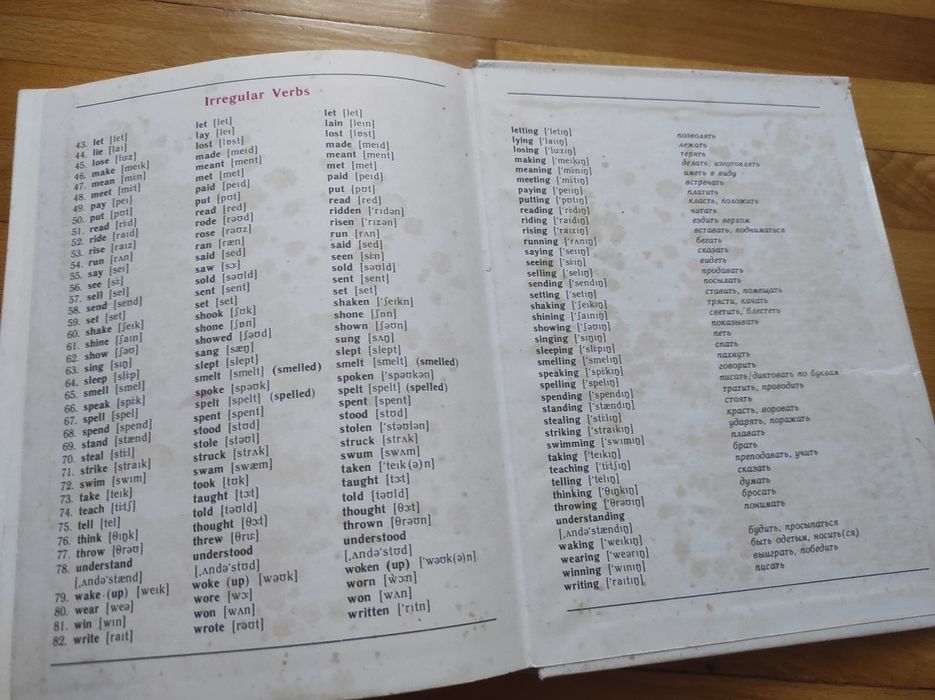 Irregular Verbs
43. let [let] let [let] let [let]
44. lie [laɪ] lay [leɪ] lain [leɪn]
45. lose [luːz] lost [lɒst] lost [lɒst]
46. make [meɪk] made [meɪd] made [meɪd]
47. mean [miːn] meant [ment] meant [ment]
48. meet [miːt] met [met] met [met]
49. pay [peɪ] paid [peɪd] paid [peɪd]
50. put [pʊt] put [pʊt] put [pʊt]
51. read [riːd] read [red] read [red]
52. ride [raɪd] rode [rəʊd] ridden ['rɪdən]
53. rise [raɪz] rose [rəʊz] risen ['rɪzən]
54. run [rʌn] ran [ræn] run [rʌn]
55. say [seɪ] said [sed] said [sed]
56. see [siː] saw [sɔː] seen [siːn]
57. sell [sel] sold [səʊld] sold [səʊld]
58. send [send] sent [sent] sent [sent]
59. set [set] set [set] set [set]
60. shake [ʃeɪk] shook [ʃʊk] shaken ['ʃeɪkn]
61. shine [ʃaɪn] shone [ʃɒn] shone [ʃɒn]
62. show [ʃəʊ] showed [ʃəʊd] shown [ʃəʊn]
63. sing [sɪŋ] sang [sæŋ] sung [sʌŋ]
64. sleep [sliːp] slept [slept] slept [slept]
65. smell [smel] smelt [smelt] (smelled) smelt [smelt] (smelled)
66. speak [spiːk] spoke [spəʊk] spoken ['spəʊkən]
67. spell [spel] spelt [spelt] (spelled) spelt [spelt] (spelled)
68. spend [spend] spent [spent] spent [spent]
69. stand [stænd] stood [stʊd] stood [stʊd]
70. steal [stiːl] stole [stəʊl] stolen ['stəʊlən]
71. strike [straɪk] struck [strʌk] struck [strʌk]
72. swim [swɪm] swam [swæm] swum [swʌm]
73. take [teɪk] took [tʊk] taken ['teɪk(ə)n]
74. teach [tiːtʃ] taught [tɔːt] taught [tɔːt]
75. tell [tel] told [təʊld] told [təʊld]
76. think [θɪŋk] thought [θɔːt] thought [θɔːt]
77. throw [θrəʊ] threw [θruː] thrown [θrəʊn]
78. understand understood understood
[ˌʌndə'stænd] [ˌʌndə'stʊd] [ˌʌndə'stʊd]
79. wake (up) [weɪk] woke (up) [wəʊk] woken (up) ['wəʊk(ə)n]
80. wear [weə] wore [wɔː] worn [wɔːn]
81. win [wɪn] won [wʌn] won [wʌn]
82. write [raɪt] wrote [rəʊt] written ['rɪtn]
letting ['letɪŋ] позволять
lying ['laɪɪŋ] лежать
losing ['luːzɪŋ] терять
making ['meɪkɪŋ] делать, изготовлять
meaning ['miːnɪŋ] иметь в виду
meeting ['miːtɪŋ] встречать
paying ['peɪɪŋ] платить
putting ['pʊtɪŋ] класть, положить
reading ['riːdɪŋ] читать
riding ['raɪdɪŋ] ездить верхом
rising ['raɪzɪŋ] вставать, подниматься
running ['rʌnɪŋ] бегать
saying ['seɪɪŋ] сказать
seeing ['siːɪŋ] видеть
selling ['selɪŋ] продавать
sending ['sendɪŋ] посылать
setting ['setɪŋ] ставить, помещать
shaking ['ʃeɪkɪŋ] трясти, качать
shining ['ʃaɪnɪŋ] светить, блестеть
showing ['ʃəʊɪŋ] показывать
singing ['sɪŋɪŋ] петь
sleeping ['sliːpɪŋ] спать
smelling ['smelɪŋ] пахнуть
speaking ['spiːkɪŋ] говорить
spelling ['spelɪŋ] писать/диктовать по буквам
spending ['spendɪŋ] тратить, проводить
standing ['stændɪŋ] стоять
stealing ['stiːlɪŋ] красть, воровать
striking ['straɪkɪŋ] ударять, поражать
swimming ['swɪmɪŋ] плавать
taking ['teɪkɪŋ] брать
teaching ['tiːtʃɪŋ] преподавать, учить
telling ['telɪŋ] сказать
thinking ['θɪŋkɪŋ] думать
throwing ['θrəʊɪŋ] бросать
understanding понимать
[ˌʌndə'stændɪŋ]
waking ['weɪkɪŋ] будить, просыпаться
wearing ['weərɪŋ] быть одетым, носить(ся)
winning ['wɪnɪŋ] выиграть, победить
writing ['raɪtɪŋ] писать